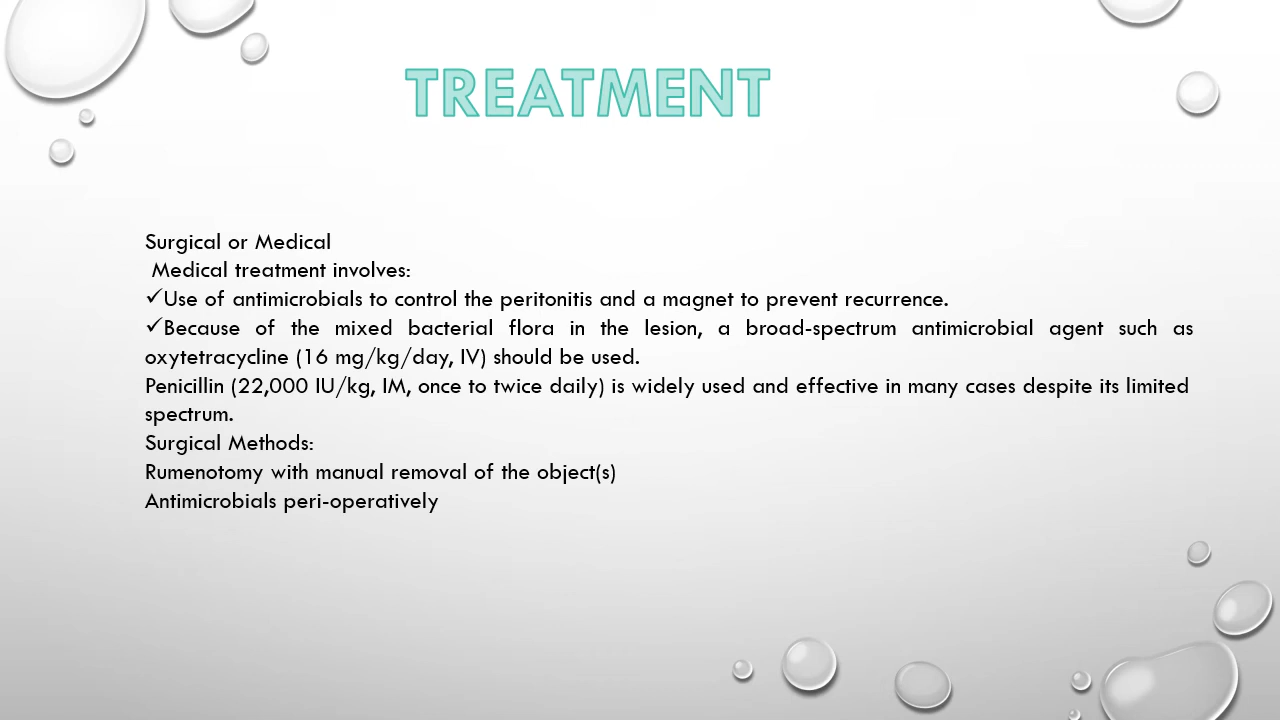 TREATMENT
Surgical or Medical
Medical treatment involves:
✓Use of antimicrobials to control the peritonitis and a magnet to prevent recurrence.
✓Because of the mixed bacterial flora in the lesion, a broad-spectrum antimicrobial agent such as
oxytetracycline (16 mg/kg/day, IV) should be used.
Penicillin (22,000 IU/kg, IM, once to twice daily) is widely used and effective in many cases despite its limited
spectrum.
Surgical Methods:
Rumenotomy with manual removal of the object(s)
Antimicrobials peri-operatively